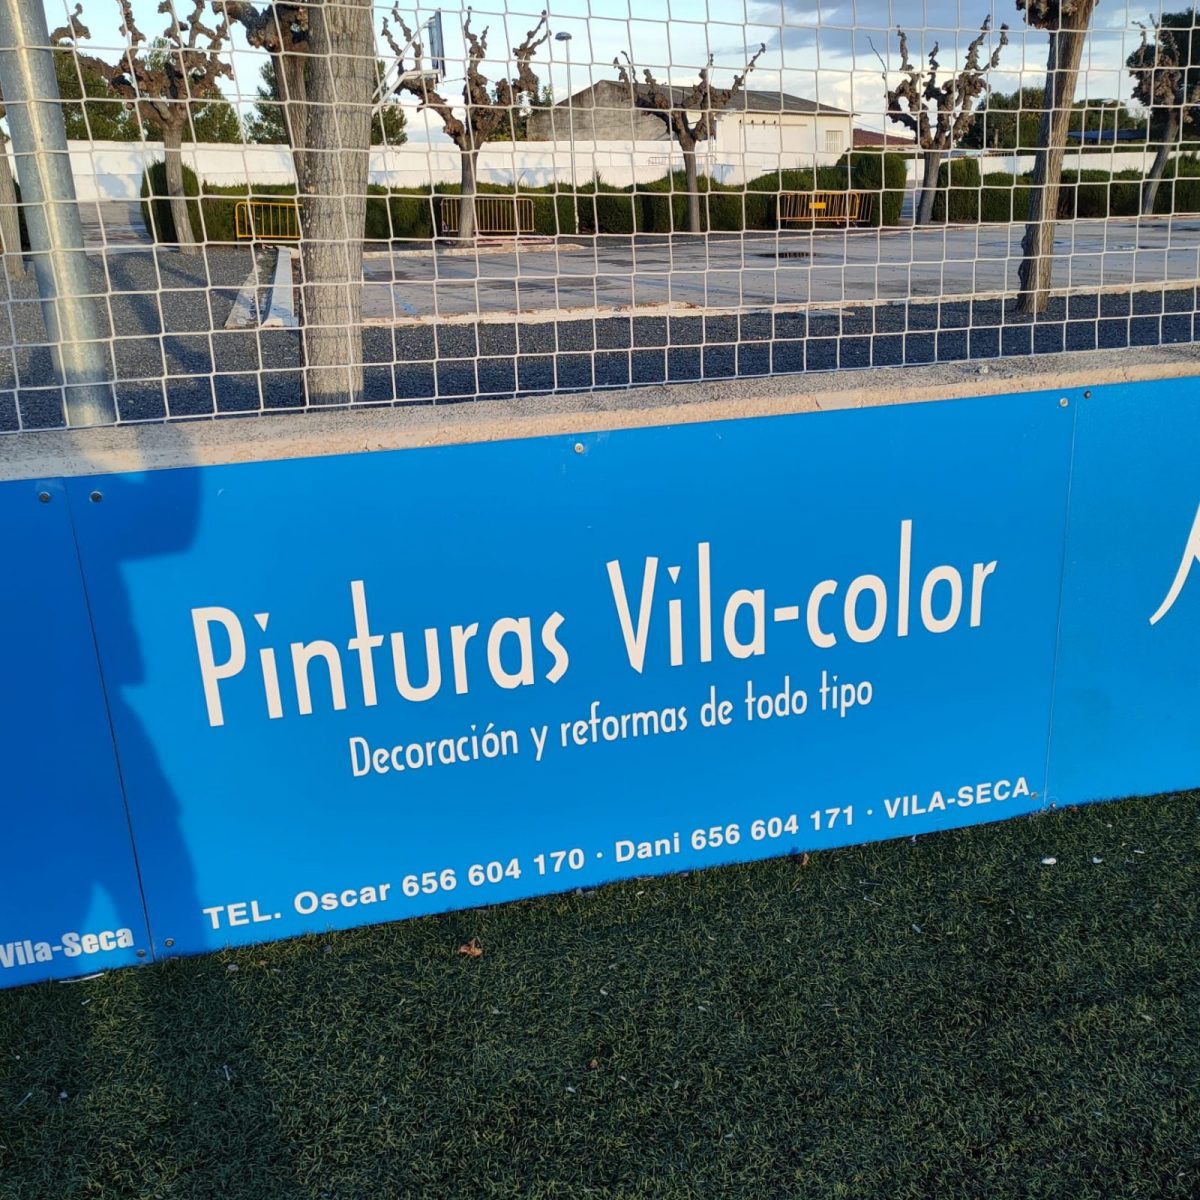 Pinturas Vila-color
Decoración y reformas de todo tipo
TEL. Oscar 656 604 170 · Dani 656 604 171 · VILA-SECA
Vila-Seca